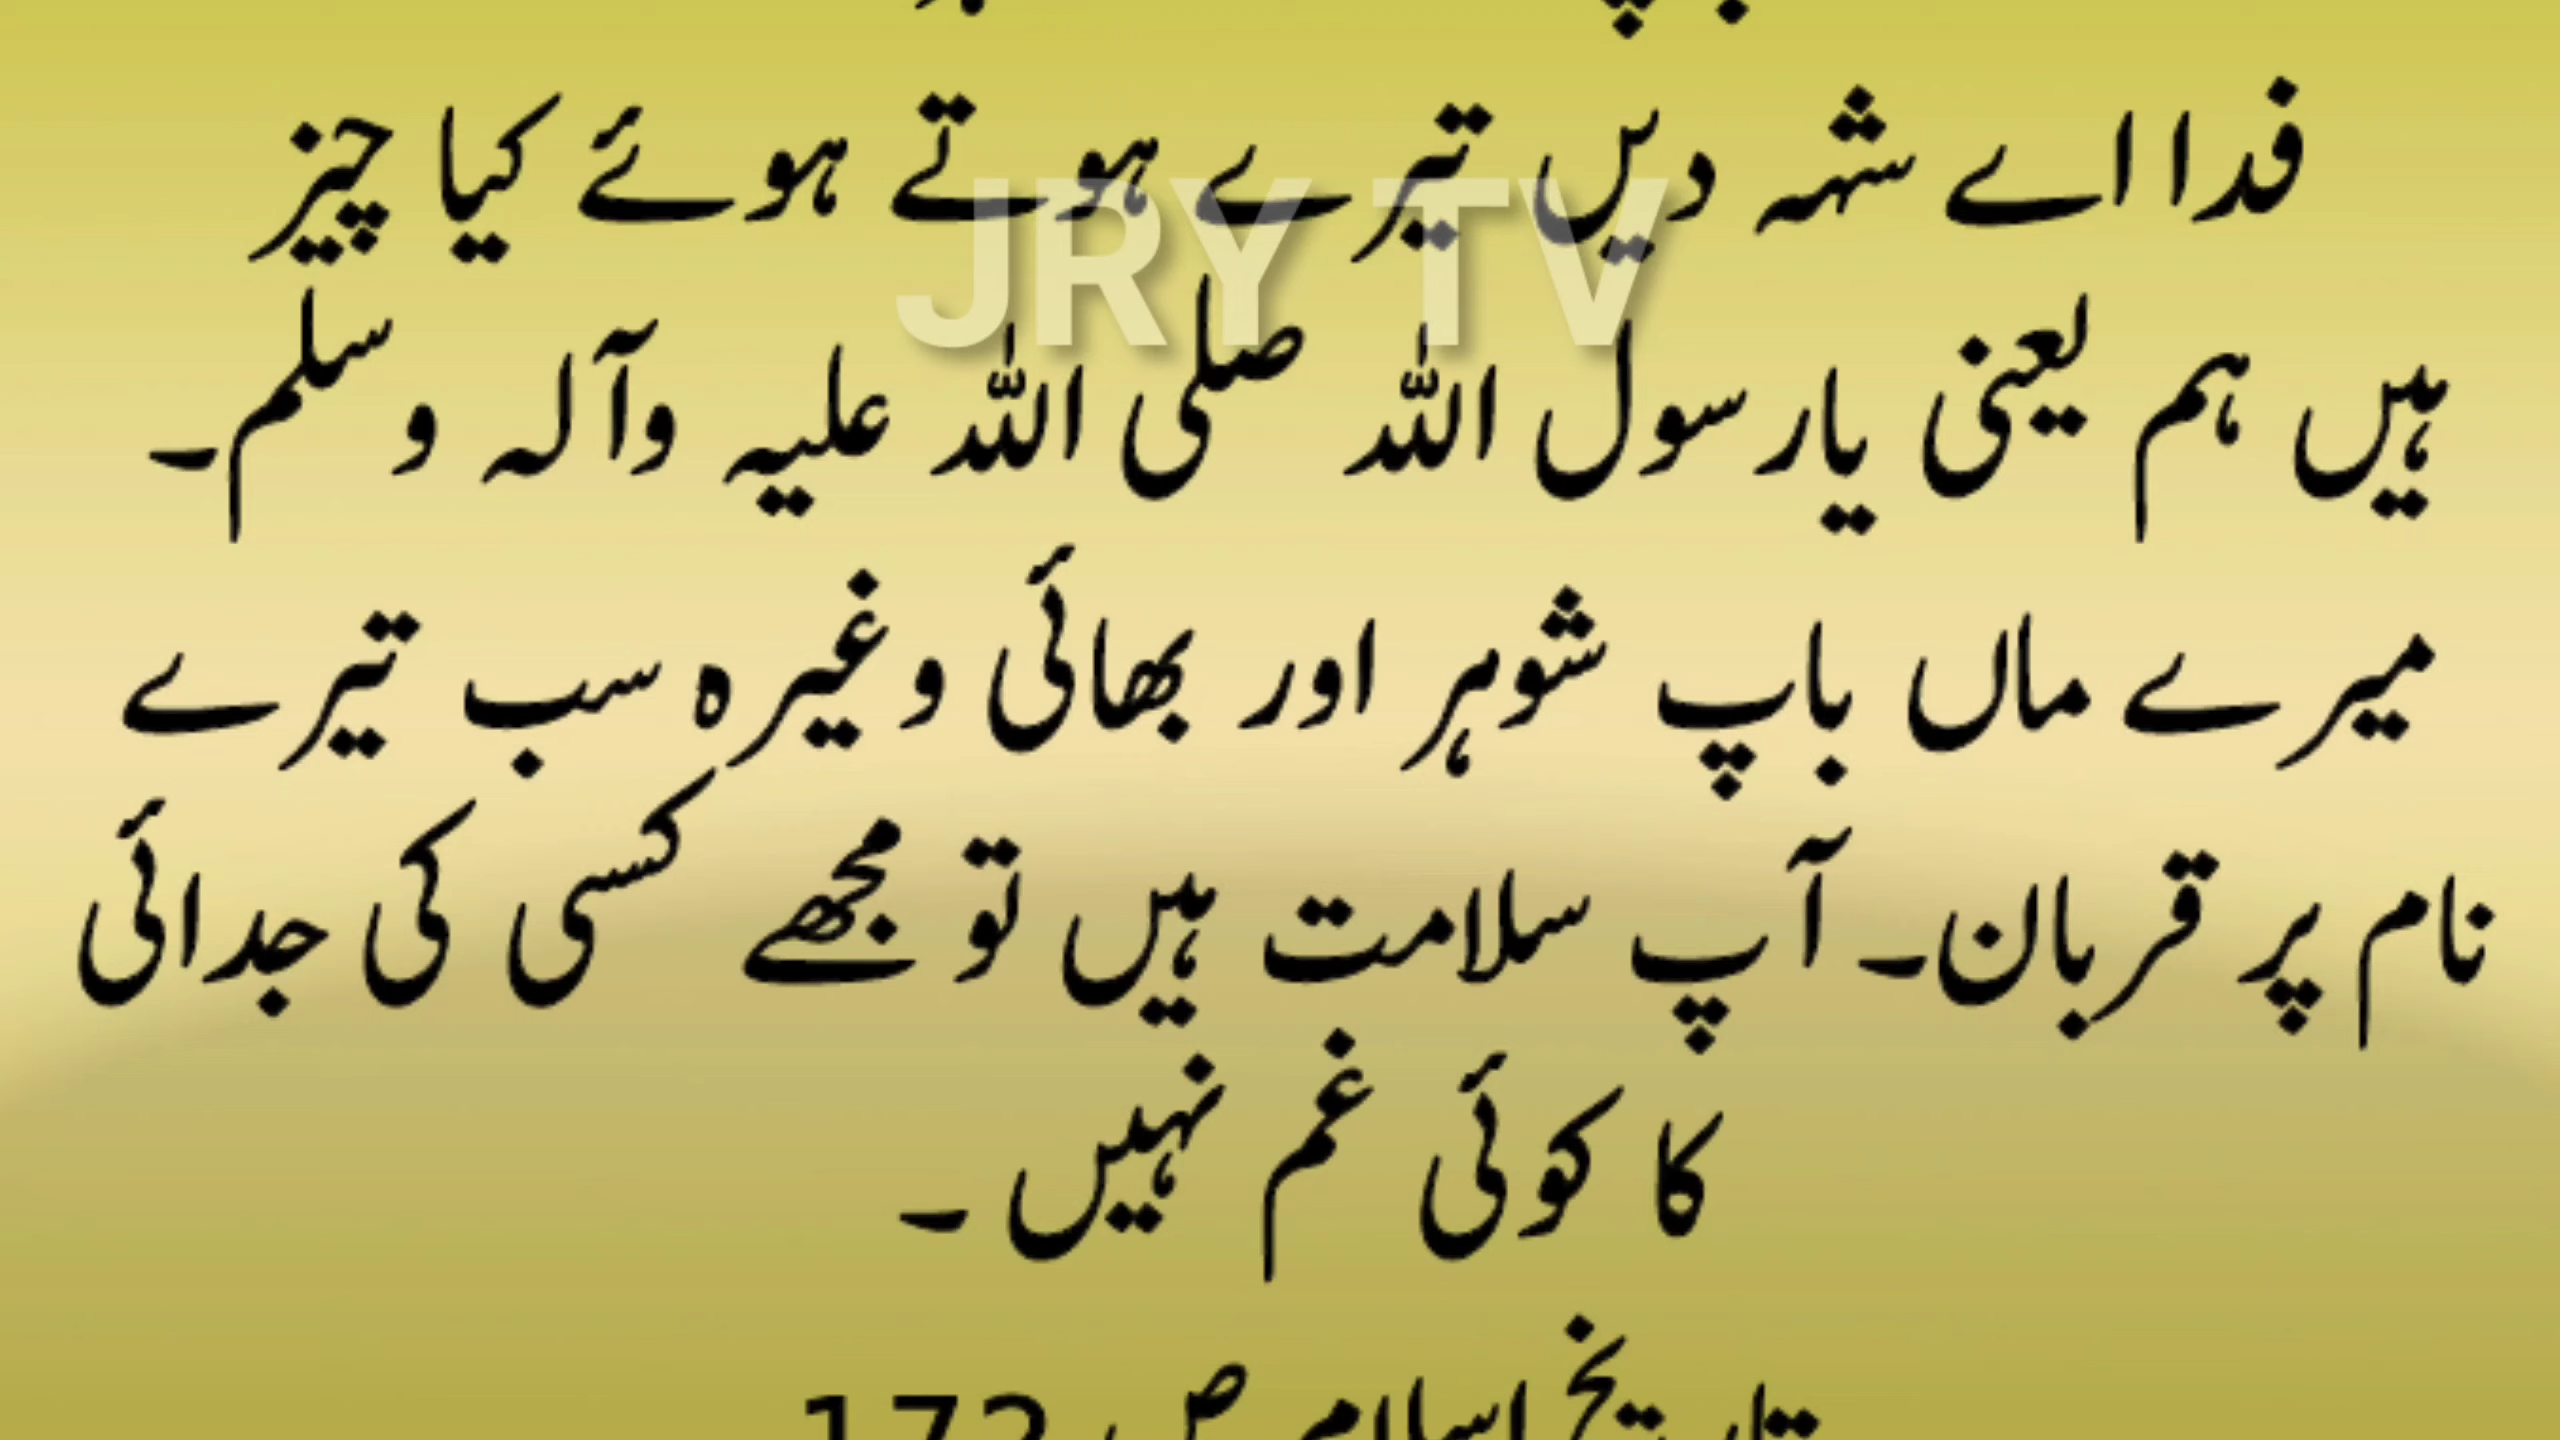 فدا اے شہہ دیں تیرے ہوتے ہوئے کیا چیز
JRY TV
ہیں ہم یعنی یارسول اللہ صلی اللہ علیہ وآلہ وسلم۔
میرے ماں باپ شوہر اور بھائی وغیرہ سب تیرے
نام پر قربان۔ آپ سلامت ہیں تو مجھے کسی کی جدائی
کا کوئی غم نہیں ۔
تاریخ اسلام ص 172